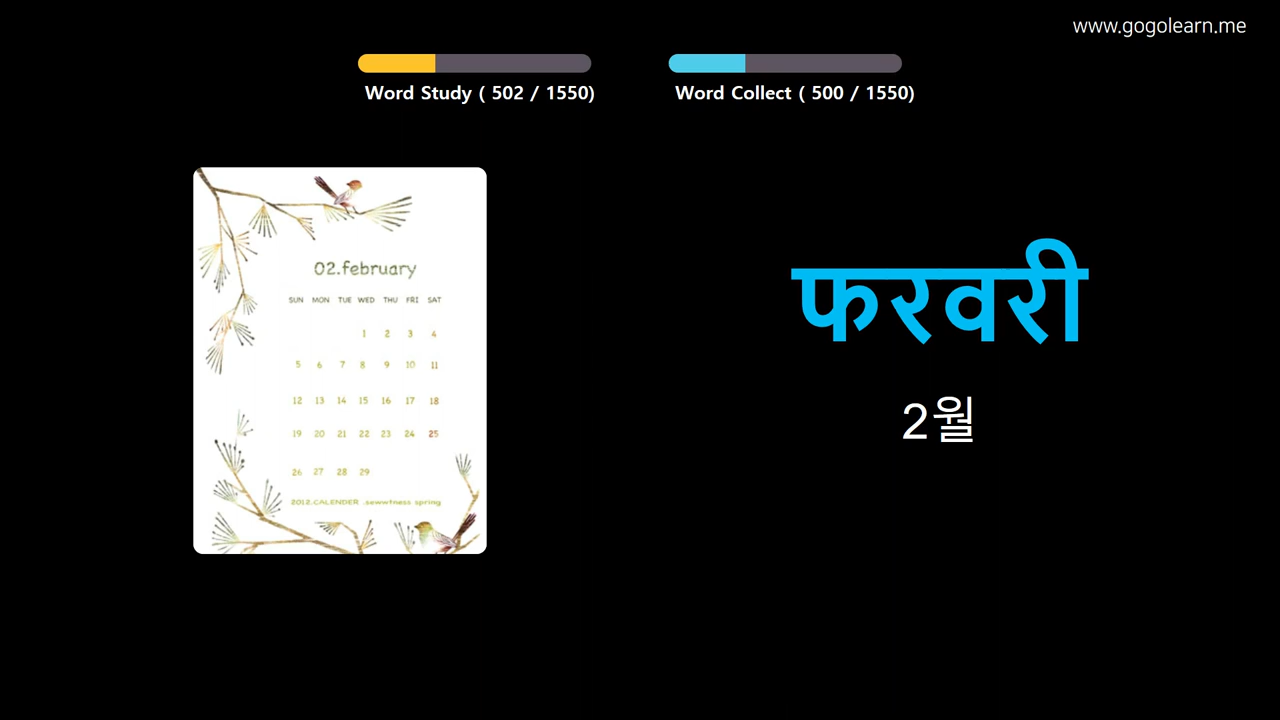 www.gogolearn.me
Word Study ( 502 / 1550)
Word Collect ( 500 / 1550)
02.february
SUN MON TUE WED THU FRI SAT
1 2 3 4
5 6 7 8 9 10 11
12 13 14 15 16 17 18
19 20 21 22 23 24 25
26 27 28 29
2012.CALENDER .sewwtness spring
फरवरी
2월